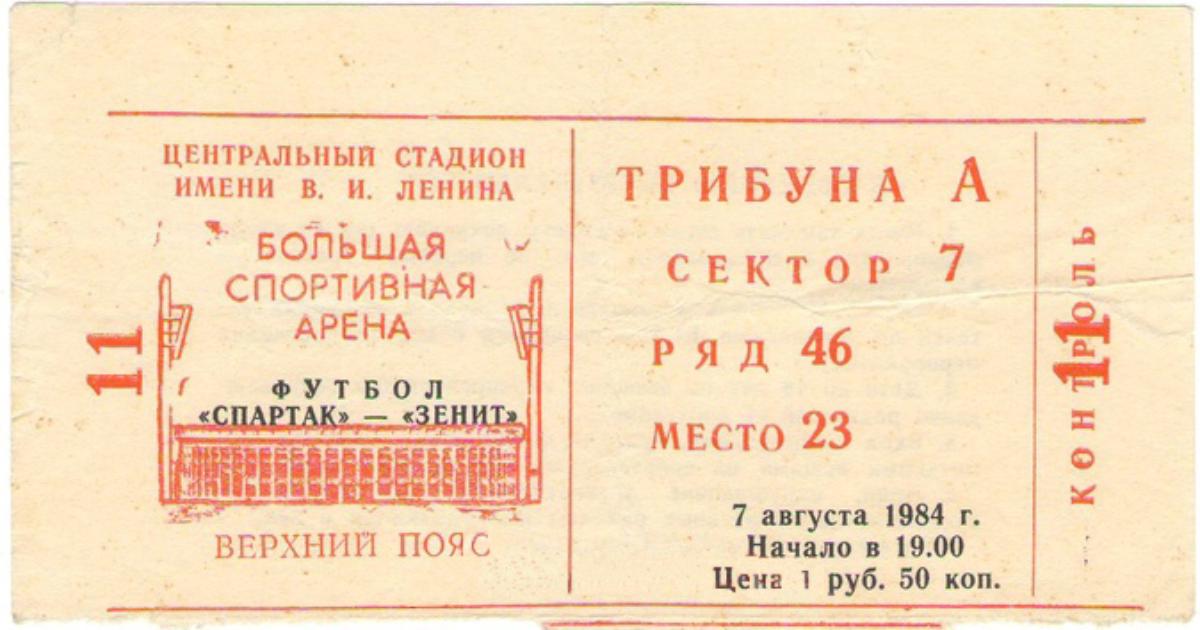 ЦЕНТРАЛЬНЫЙ СТАДИОН
ИМЕНИ В. И. ЛЕНИНА
БОЛЬШАЯ
СПОРТИВНАЯ
АРЕНА
11
ФУТБОЛ
«СПАРТАК» — «ЗЕНИТ»
ВЕРХНИЙ ПОЯС
ТРИБУНА А
СЕКТОР 7
РЯД 46
МЕСТО 23
7 августа 1984 г.
Начало в 19.00
Цена 1 руб. 50 коп.
КОНТРОЛЬ
11